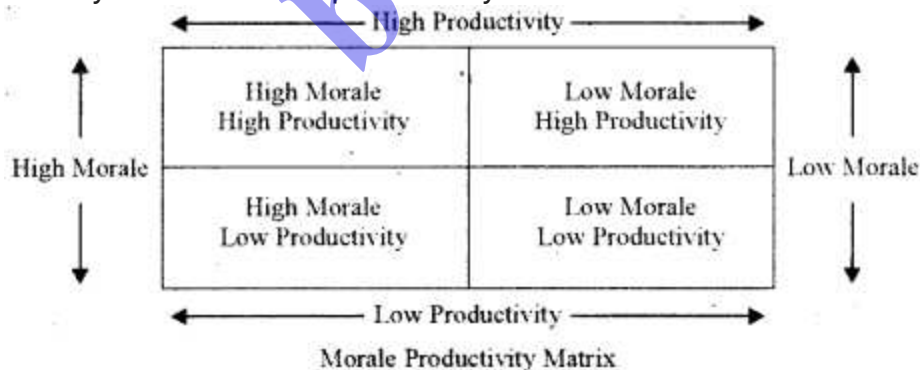 High Productivity
High Morale Low Morale
High Productivity High Productivity
High Morale Low Morale
High Morale Low Morale
Low Productivity Low Productivity
Low Productivity
Morale Productivity Matrix